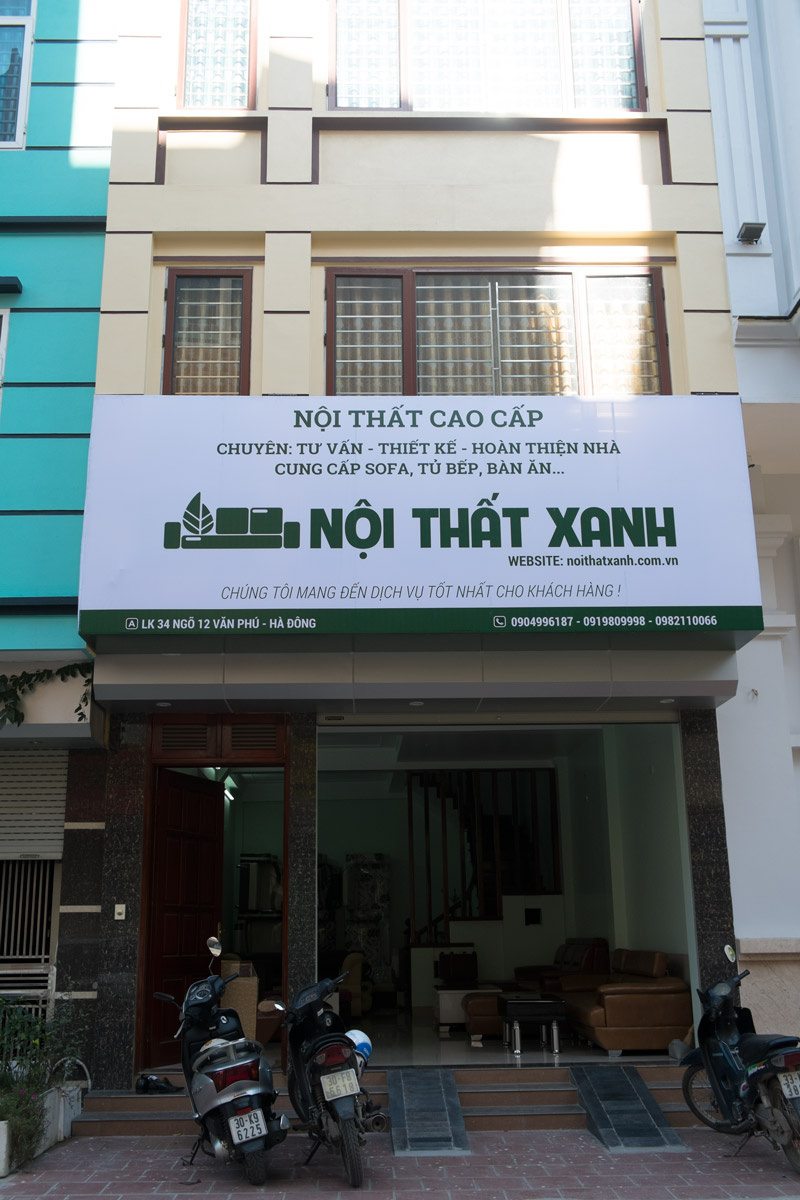 NỘI THẤT CAO CẤP
CHUYÊN: TƯ VẤN - THIẾT KẾ - HOÀN THIỆN NHÀ
CUNG CẤP SOFA, TỦ BẾP, BÀN ĂN...
NỘI THẤT XANH
WEBSITE: noithatxanh.com.vn
CHÚNG TÔI MANG ĐẾN DỊCH VỤ TỐT NHẤT CHO KHÁCH HÀNG !
A LK 34 NGÕ 12 VĂN PHÚ - HÀ ĐÔNG
0904996187 - 0919809998 - 0982110066
30-K9
6225